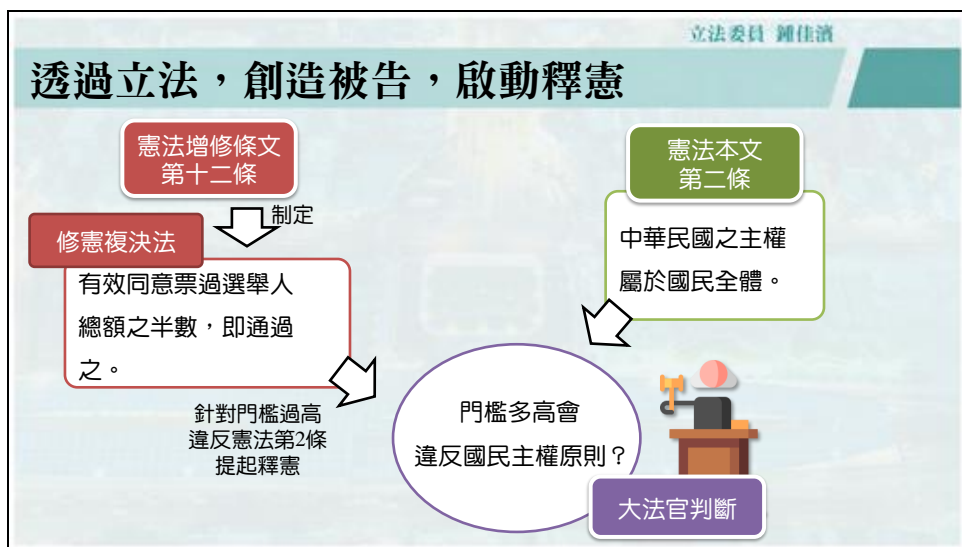 立法委員 鍾佳濱
透過立法，創造被告，啟動釋憲
憲法增修條文
第十二條
制定
修憲複決法
有效同意票過選舉人
總額之半數，即通過
之。
針對門檻過高
違反憲法第2條
提起釋憲
憲法本文
第二條
中華民國之主權
屬於國民全體。
門檻多高會
違反國民主權原則？
大法官判斷